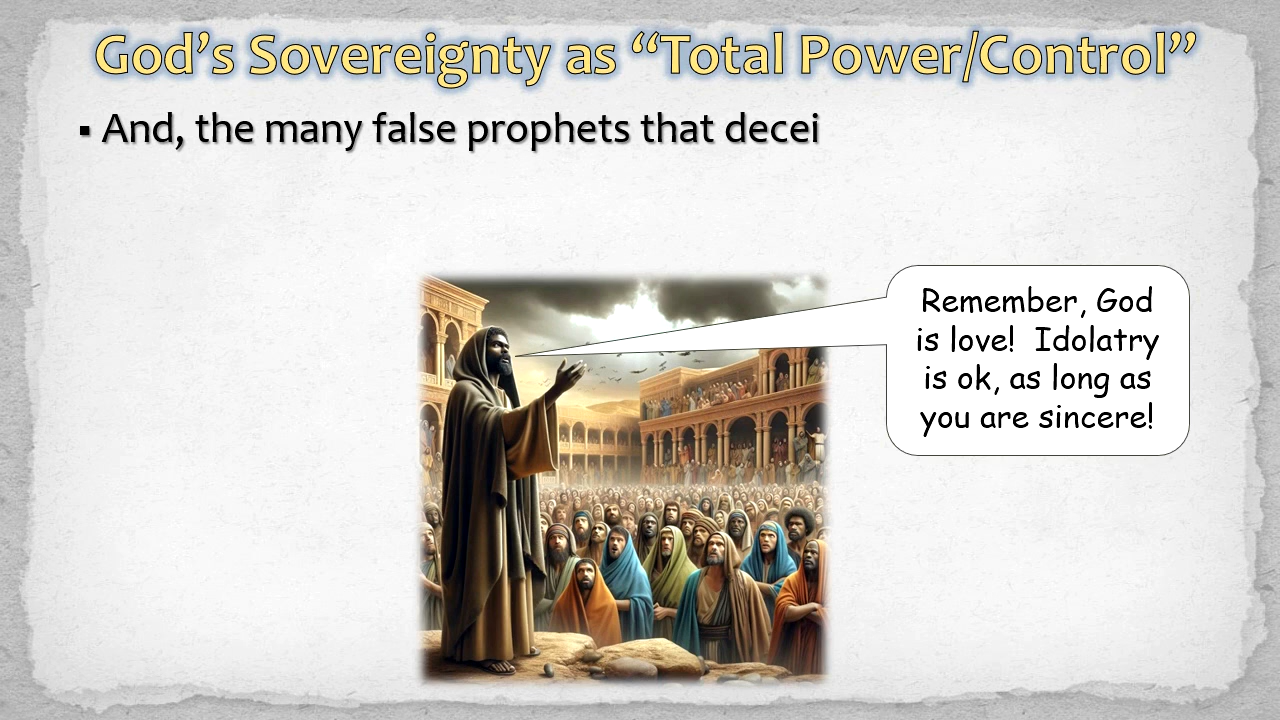 God’s Sovereignty as “Total Power/Control”
▪ And, the many false prophets that decei
Remember, God
is love!  Idolatry
is ok, as long as
you are sincere!